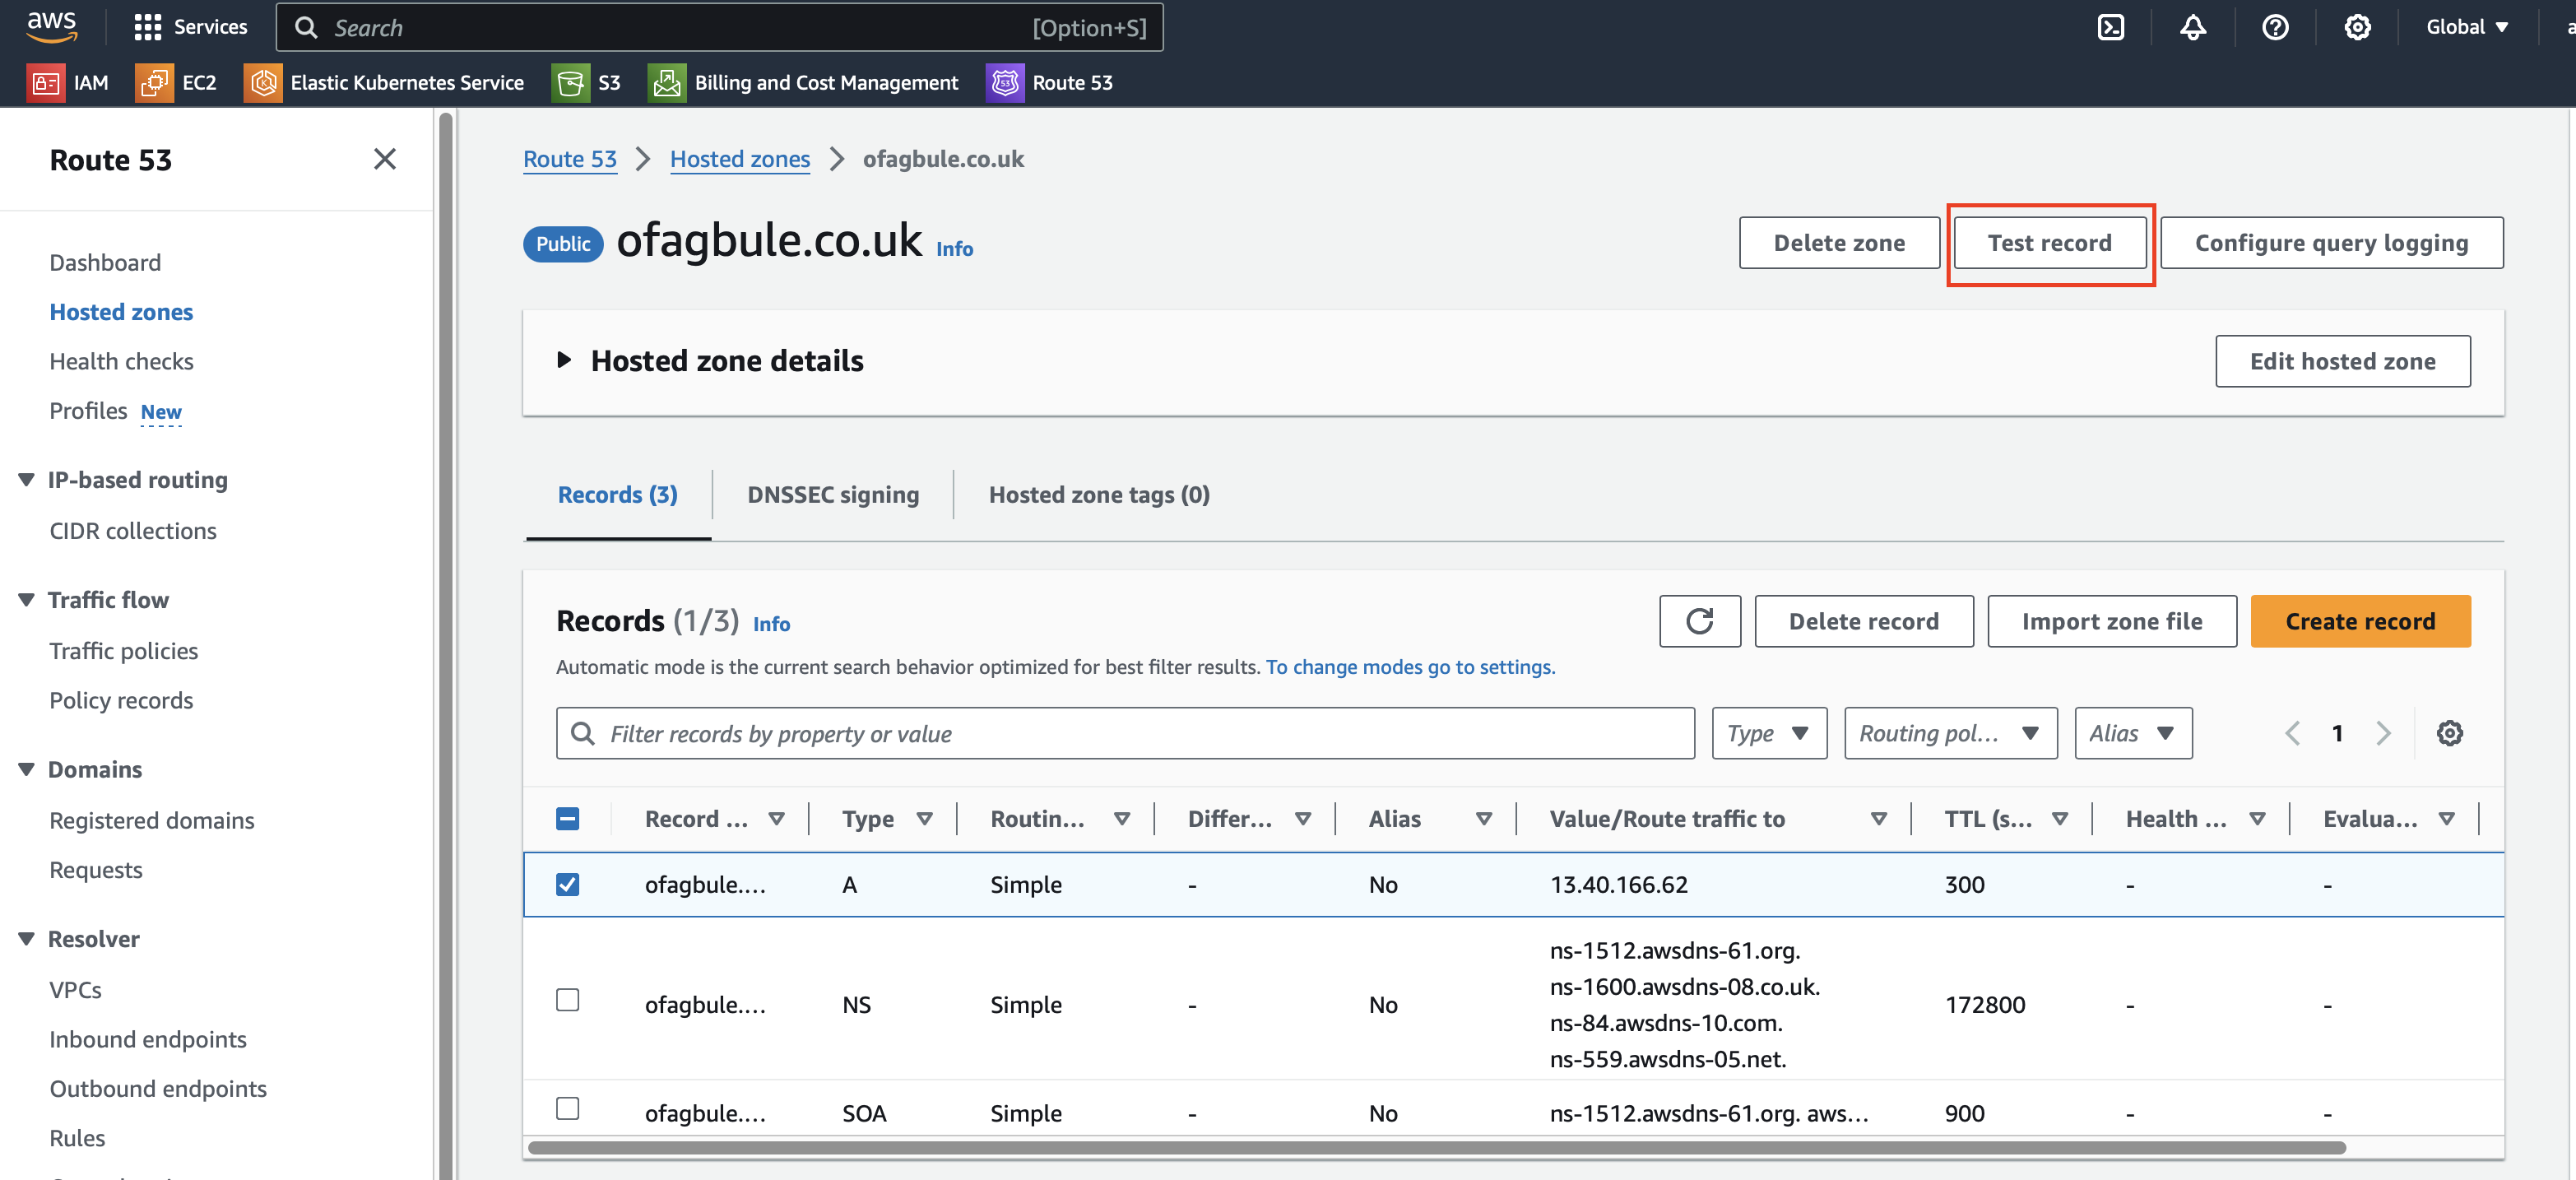 aws
Services
Search
[Option+S]
Global
IAM
EC2
Elastic Kubernetes Service
S3
Billing and Cost Management
Route 53
Route 53
Dashboard
Hosted zones
Health checks
Profiles New
IP-based routing
CIDR collections
Traffic flow
Traffic policies
Policy records
Domains
Registered domains
Requests
Resolver
VPCs
Inbound endpoints
Outbound endpoints
Rules
Route 53 > Hosted zones > ofagbule.co.uk
Public ofagbule.co.uk Info
Delete zone
Test record
Configure query logging
Hosted zone details
Edit hosted zone
Records (3)
DNSSEC signing
Hosted zone tags (0)
Records (1/3) Info
Delete record
Import zone file
Create record
Automatic mode is the current search behavior optimized for best filter results. To change modes go to settings.
Filter records by property or value
Type
Routing pol...
Alias
1
Record ... Type Routin... Differ... Alias Value/Route traffic to TTL (s... Health ... Evalua...
ofagbule.... A Simple - No 13.40.166.62 300 - -
ofagbule.... NS Simple - No
ns-1512.awsdns-61.org.
ns-1600.awsdns-08.co.uk.
ns-84.awsdns-10.com.
ns-559.awsdns-05.net.
172800 - -
ofagbule.... SOA Simple - No ns-1512.awsdns-61.org. aws... 900 - -